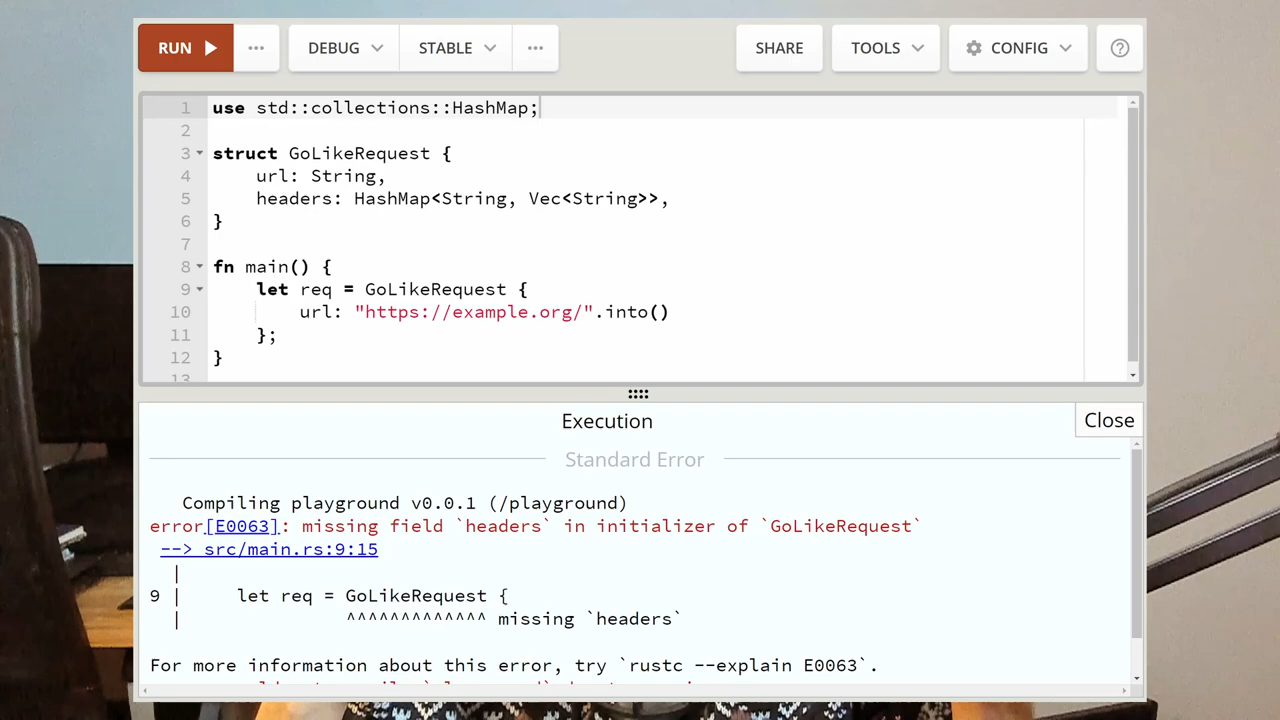 RUN ... DEBUG STABLE ... SHARE TOOLS CONFIG ?
1 use std::collections::HashMap;
2
3 struct GoLikeRequest {
4 url: String,
5 headers: HashMap<String, Vec<String>>,
6 }
7
8 fn main() {
9 let req = GoLikeRequest {
10 url: "https://example.org/".into()
11 };
12 }
13
Execution
Close
Standard Error
Compiling playground v0.0.1 (/playground)
error[E0063]: missing field `headers` in initializer of `GoLikeRequest`
--> src/main.rs:9:15
|
9 | let req = GoLikeRequest {
| ^^^^^^^^^^^^^ missing `headers`
For more information about this error, try `rustc --explain E0063`.